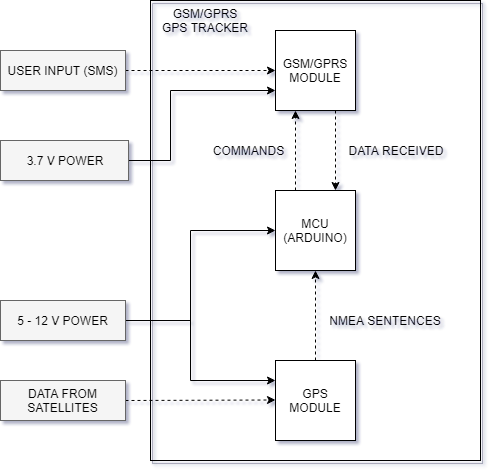 GSM/GPRS
GPS TRACKER
USER INPUT (SMS)
GSM/GPRS
MODULE
3.7 V POWER
COMMANDS
DATA RECEIVED
MCU
(ARDUINO)
5 - 12 V POWER
NMEA SENTENCES
DATA FROM
SATELLITES
GPS
MODULE